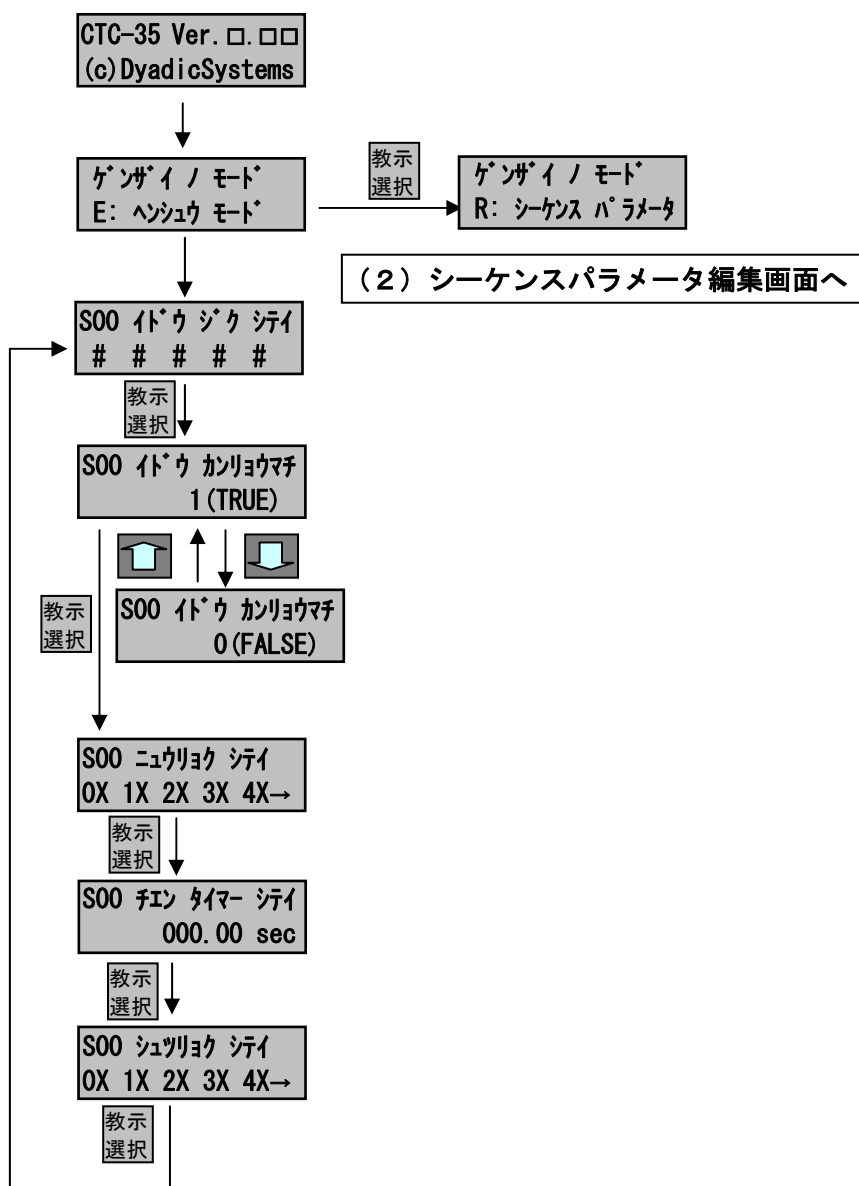 CTC-35 Ver.□.□□
(c)DyadicSystems
ｹﾞﾝｻﾞｲ ﾉ ﾓｰﾄﾞ
E: ﾍﾝｼｭｳ ﾓｰﾄﾞ
教示
選択
ｹﾞﾝｻﾞｲ ﾉ ﾓｰﾄﾞ
R: ｼｰｹﾝｽ ﾊﾟﾗﾒｰﾀ
（２）シーケンスパラメータ編集画面へ
S00 ｲﾄﾞｳ ｼﾞｸ ｼﾃｲ
# # # # #
教示
選択
S00 ｲﾄﾞｳ ｶﾝﾘｮｳﾏﾁ
1(TRUE)
教示
選択
S00 ｲﾄﾞｳ ｶﾝﾘｮｳﾏﾁ
0(FALSE)
S00 ﾆｭｳﾘｮｸ ｼﾃｲ
0X 1X 2X 3X 4X→
教示
選択
S00 ﾁｴﾝ ﾀｲﾏｰ ｼﾃｲ
000.00 sec
教示
選択
S00 ｼｭﾂﾘｮｸ ｼﾃｲ
0X 1X 2X 3X 4X→
教示
選択